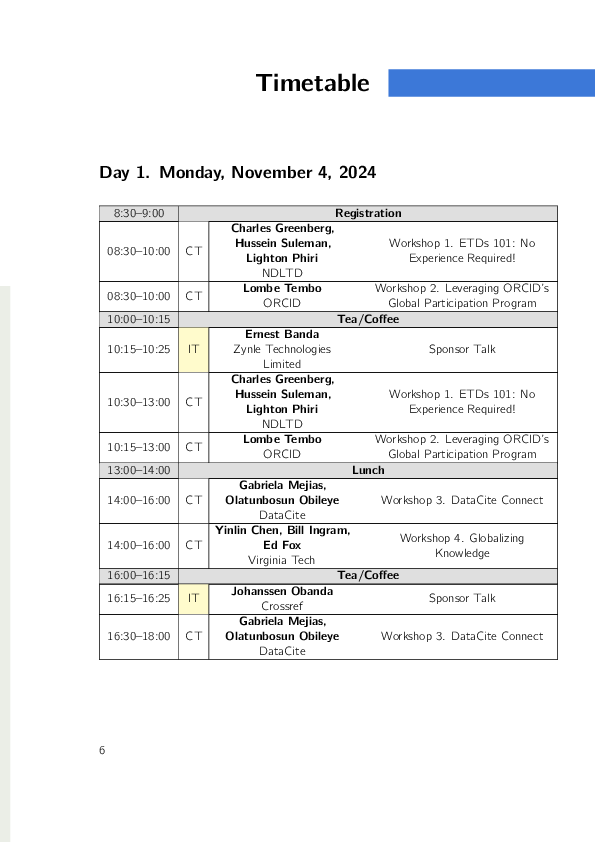 Timetable
Day 1. Monday, November 4, 2024
8:30–9:00 Registration
08:30–10:00 CT Charles Greenberg, Hussein Suleman, Lighton Phiri NDLTD Workshop 1. ETDs 101: No Experience Required!
08:30–10:00 CT Lombe Tembo ORCID Workshop 2. Leveraging ORCID's Global Participation Program
10:00–10:15 Tea/Coffee
10:15–10:25 IT Ernest Banda Zynle Technologies Limited Sponsor Talk
10:30–13:00 CT Charles Greenberg, Hussein Suleman, Lighton Phiri NDLTD Workshop 1. ETDs 101: No Experience Required!
10:15–13:00 CT Lombe Tembo ORCID Workshop 2. Leveraging ORCID's Global Participation Program
13:00–14:00 Lunch
14:00–16:00 CT Gabriela Mejias, Olatunbosun Obileye DataCite Workshop 3. DataCite Connect
14:00–16:00 CT Yinlin Chen, Bill Ingram, Ed Fox Virginia Tech Workshop 4. Globalizing Knowledge
16:00–16:15 Tea/Coffee
16:15–16:25 IT Johanssen Obanda Crossref Sponsor Talk
16:30–18:00 CT Gabriela Mejias, Olatunbosun Obileye DataCite Workshop 3. DataCite Connect
6